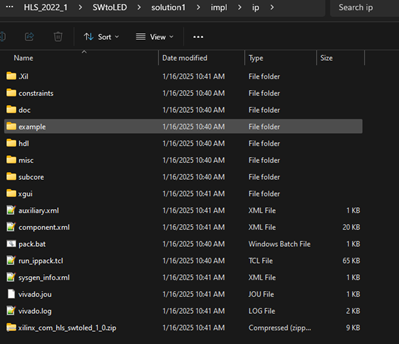 HLS_2022_1 > SWtoLED > solution1 > impl > ip > Search ip
Sort View
Name Date modified Type Size
.Xil 1/16/2025 10:41 AM File folder
constraints 1/16/2025 10:41 AM File folder
doc 1/16/2025 10:40 AM File folder
example 1/16/2025 10:40 AM File folder
hdl 1/16/2025 10:40 AM File folder
misc 1/16/2025 10:40 AM File folder
subcore 1/16/2025 10:40 AM File folder
xgui 1/16/2025 10:41 AM File folder
auxiliary.xml 1/16/2025 10:41 AM XML File 1 KB
component.xml 1/16/2025 10:41 AM XML File 20 KB
pack.bat 1/16/2025 10:40 AM Windows Batch File 1 KB
run_ippack.tcl 1/16/2025 10:40 AM TCL File 65 KB
sysgen_info.xml 1/16/2025 10:41 AM XML File 1 KB
vivado.jou 1/16/2025 10:41 AM JOU File 1 KB
vivado.log 1/16/2025 10:41 AM LOG File 2 KB
xilinx_com_hls_swtoled_1_0.zip 1/16/2025 10:41 AM Compressed (zipp... 9 KB